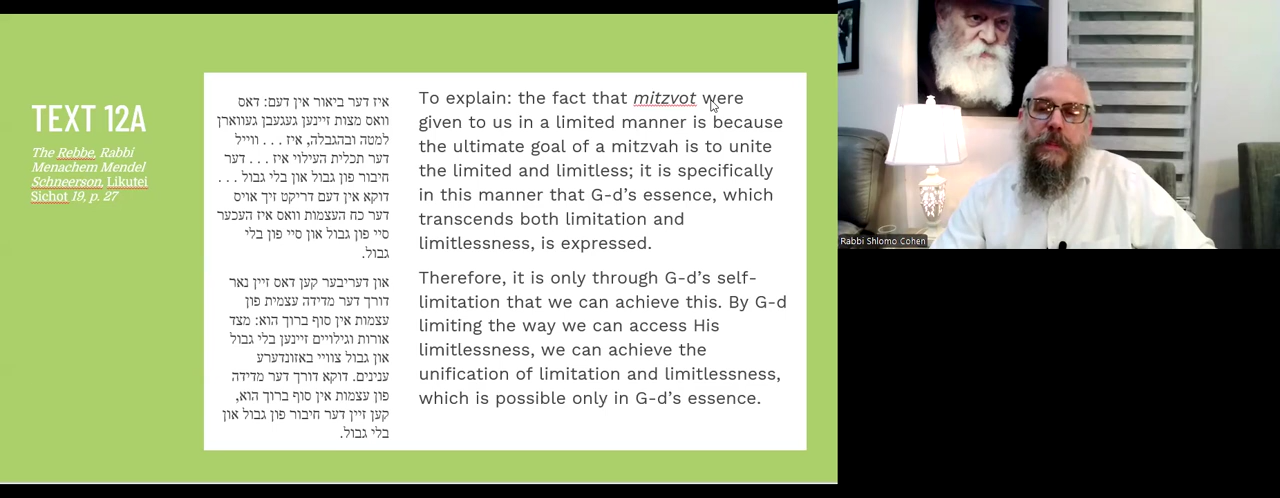 TEXT 12A
The Rebbe, Rabbi
Menachem Mendel
Schneerson, Likutei
Sichot 19, p. 27
איז דער ביאור אין דעם: דאס
וואס מצות זיינען געגעבן געווארן
למטה ובהגבלה, איז . . . ווייל
דער תכלית העילוי איז . . . דער
חיבור פון גבול און בלי גבול . . .
דוקא אין דעם דריקט זיך אויס
דער כח העצמות וואס איז העכער
סיי פון גבול און סיי פון בלי
גבול.
און דעריבער קען דאס זיין נאר
דורך דער מדידה עצמית פון
עצמות אין סוף ברוך הוא: מצד
אורות וגילויים זיינען בלי גבול
און גבול צוויי באזונדערע
ענינים. דוקא דורך דער מדידה
פון עצמות אין סוף ברוך הוא,
קען זיין דער חיבור פון גבול און
בלי גבול.
To explain: the fact that mitzvot were
given to us in a limited manner is because
the ultimate goal of a mitzvah is to unite
the limited and limitless; it is specifically
in this manner that G-d’s essence, which
transcends both limitation and
limitlessness, is expressed.
Therefore, it is only through G-d’s self-
limitation that we can achieve this. By G-d
limiting the way we can access His
limitlessness, we can achieve the
unification of limitation and limitlessness,
which is possible only in G-d’s essence.
Rabbi Shlomo Cohen